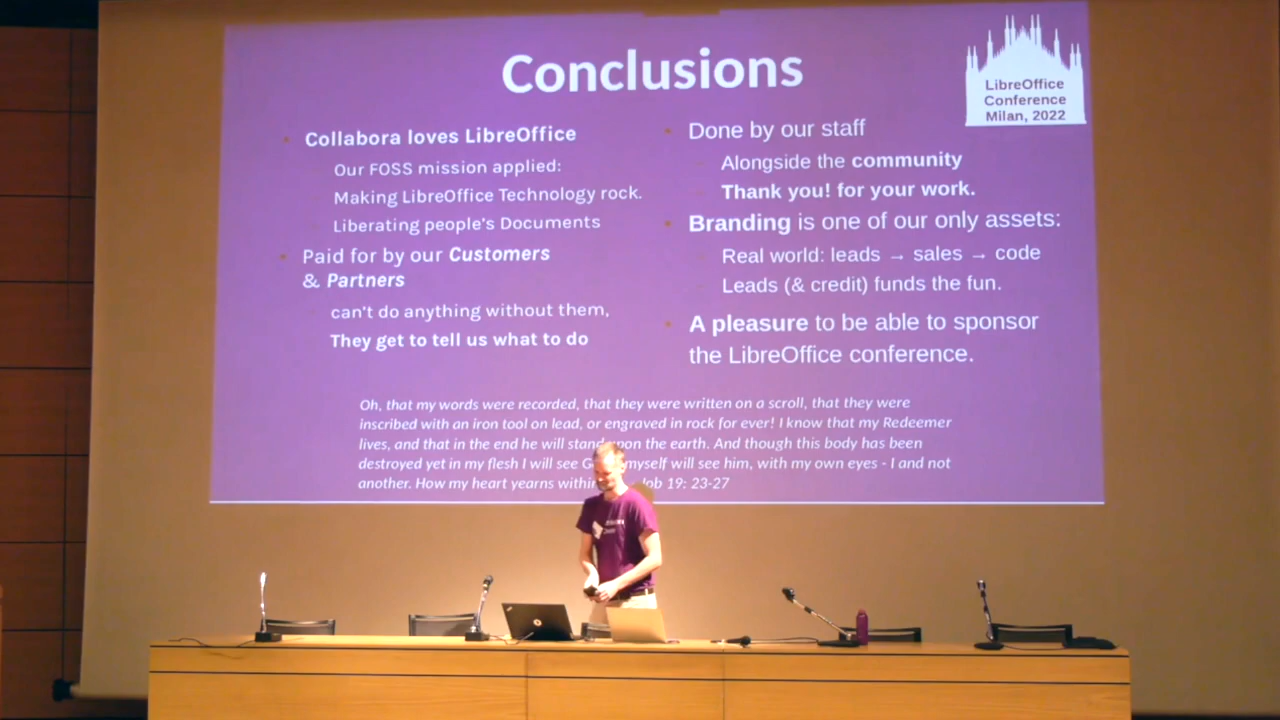 Conclusions
LibreOffice
Conference
Milan, 2022
Collabora loves LibreOffice
Our FOSS mission applied:
Making LibreOffice Technology rock.
Liberating people's Documents
Paid for by our Customers
& Partners
can't do anything without them,
They get to tell us what to do
Done by our staff
Alongside the community
Thank you! for your work.
Branding is one of our only assets:
Real world: leads → sales → code
Leads (& credit) funds the fun.
A pleasure to be able to sponsor
the LibreOffice conference.
Oh, that my words were recorded, that they were written on a scroll, that they were
inscribed with an iron tool on lead, or engraved in rock for ever! I know that my Redeemer
lives, and that in the end he will stand upon the earth. And though this body has been
destroyed yet in my flesh I will see myself will see him, with my own eyes - I and not
another. How my heart yearns within Job 19: 23-27